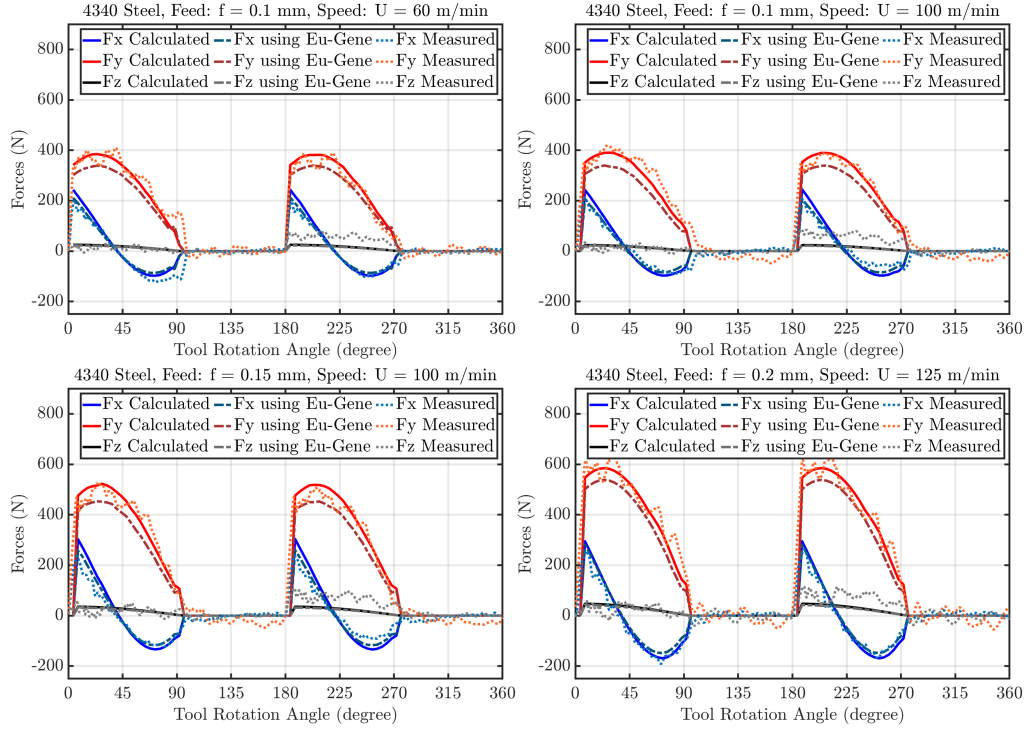 4340 Steel, Feed: f = 0.1 mm, Speed: U = 60 m/min
Fx Calculated Fx using Eu-Gene Fx Measured
Fy Calculated Fy using Eu-Gene Fy Measured
Fz Calculated Fz using Eu-Gene Fz Measured
800
600
400
200
0
-200
Forces (N)
0 45 90 135 180 225 270 315 360
Tool Rotation Angle (degree)
4340 Steel, Feed: f = 0.1 mm, Speed: U = 100 m/min
Fx Calculated Fx using Eu-Gene Fx Measured
Fy Calculated Fy using Eu-Gene Fy Measured
Fz Calculated Fz using Eu-Gene Fz Measured
800
600
400
200
0
-200
Forces (N)
0 45 90 135 180 225 270 315 360
Tool Rotation Angle (degree)
4340 Steel, Feed: f = 0.15 mm, Speed: U = 100 m/min
Fx Calculated Fx using Eu-Gene Fx Measured
Fy Calculated Fy using Eu-Gene Fy Measured
Fz Calculated Fz using Eu-Gene Fz Measured
800
600
400
200
0
-200
Forces (N)
0 45 90 135 180 225 270 315 360
Tool Rotation Angle (degree)
4340 Steel, Feed: f = 0.2 mm, Speed: U = 125 m/min
Fx Calculated Fx using Eu-Gene Fx Measured
Fy Calculated Fy using Eu-Gene Fy Measured
Fz Calculated Fz using Eu-Gene Fz Measured
800
600
400
200
0
-200
Forces (N)
0 45 90 135 180 225 270 315 360
Tool Rotation Angle (degree)